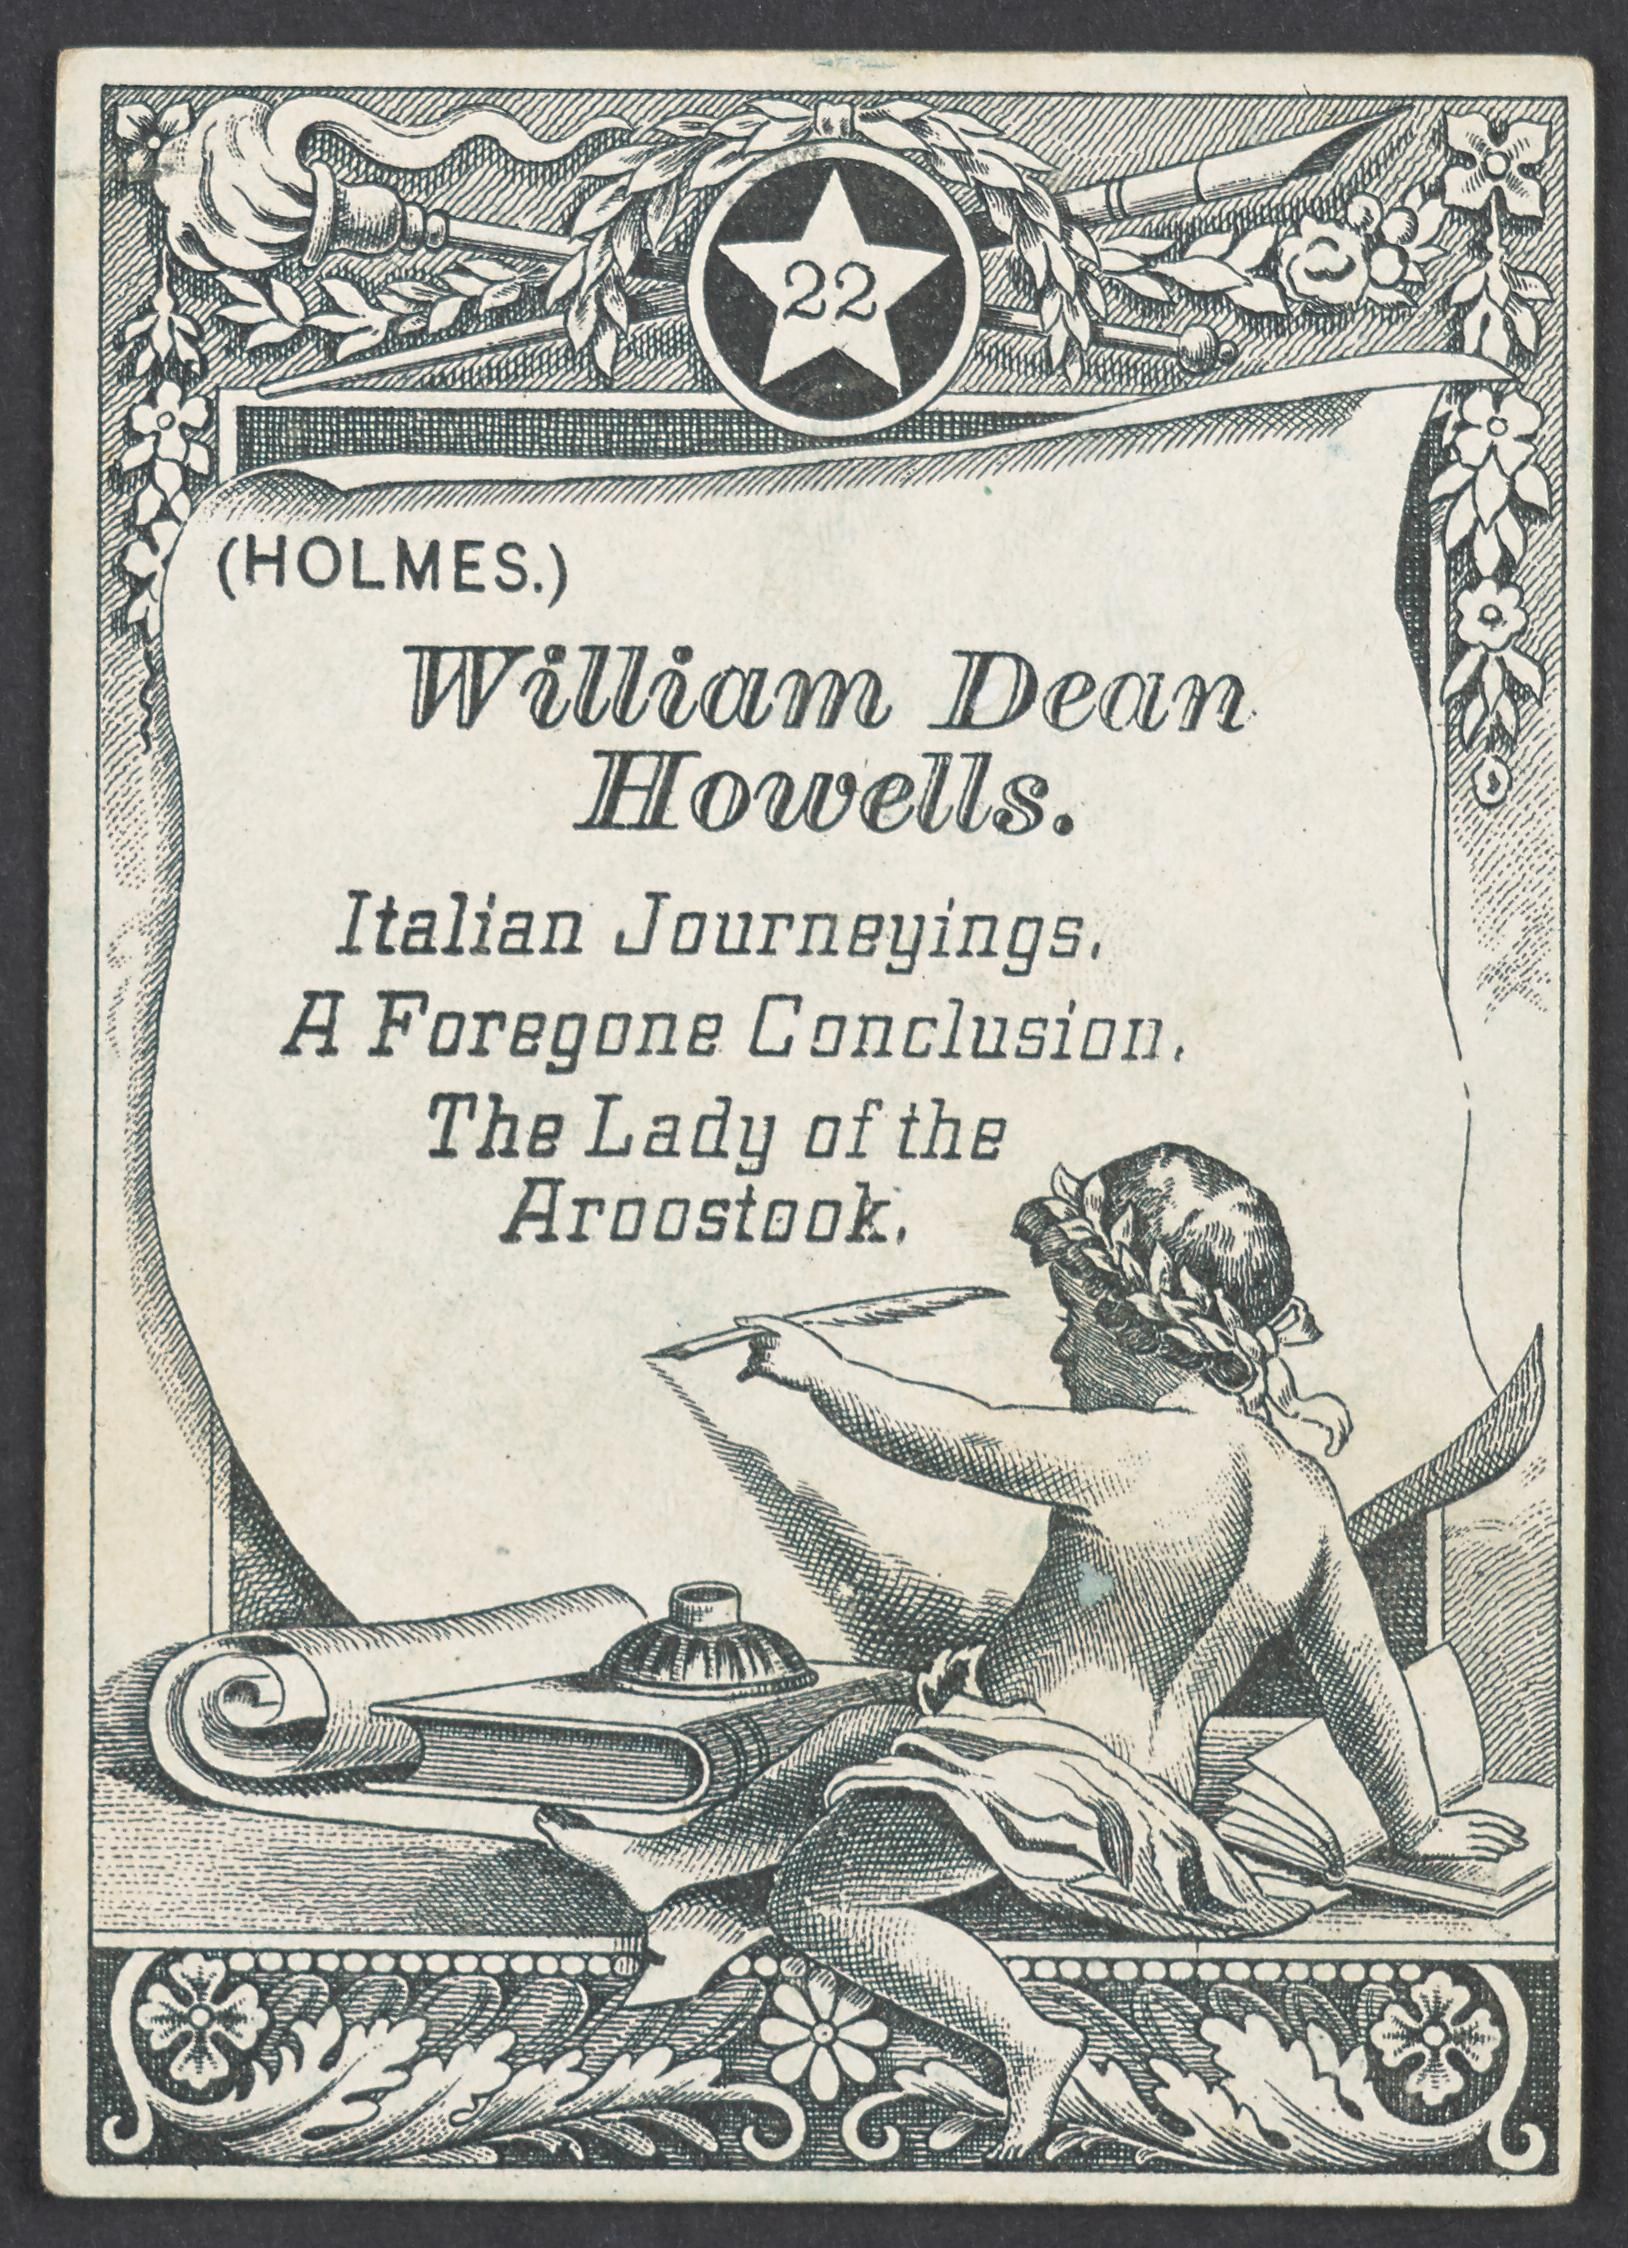 22
(HOLMES.)
William Dean
Howells.
Italian Journeyings.
A Foregone Conclusion.
The Lady of the
Aroostook.